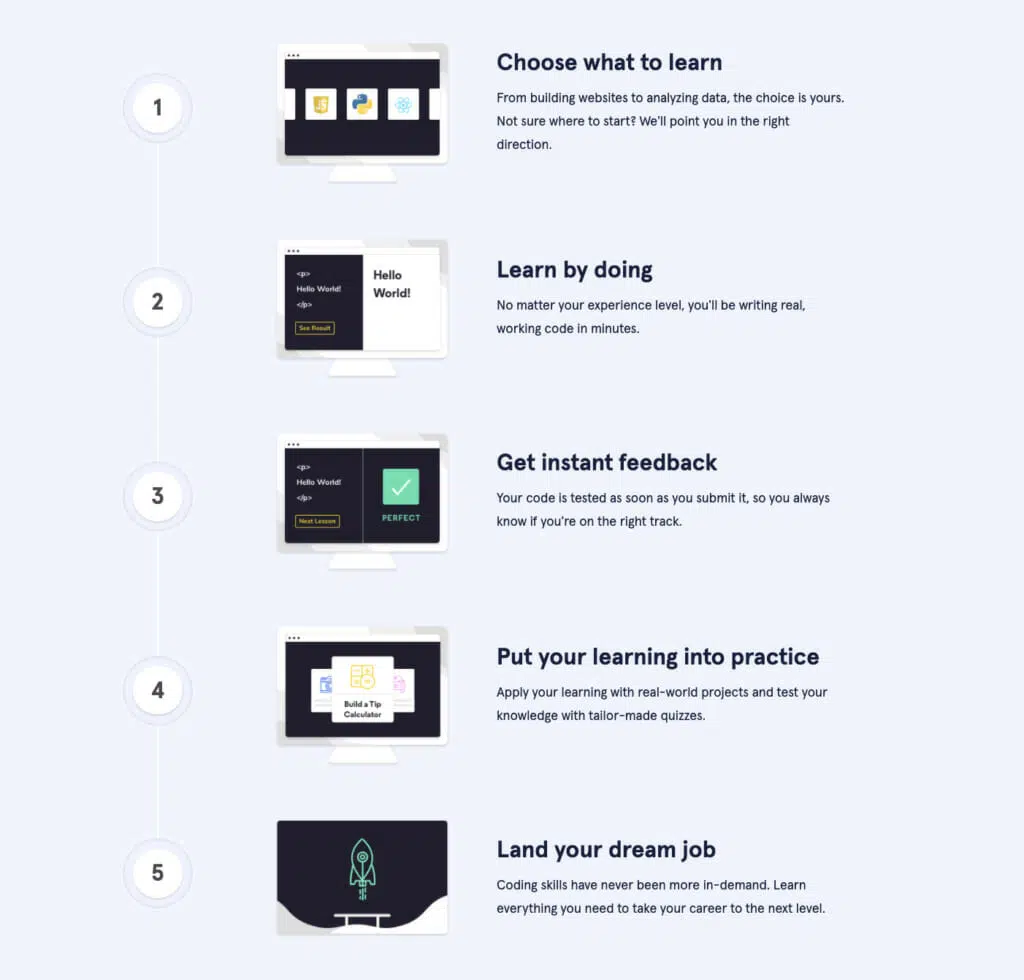 1
JS
Choose what to learn
From building websites to analyzing data, the choice is yours.
Not sure where to start? We'll point you in the right
direction.
2
<p>
Hello World!
</p>
See Result
Hello
World!
Learn by doing
No matter your experience level, you'll be writing real,
working code in minutes.
3
<p>
Hello World!
</p>
Next Lesson
PERFECT
Get instant feedback
Your code is tested as soon as you submit it, so you always
know if you're on the right track.
4
Build a Tip
Calculator
Put your learning into practice
Apply your learning with real-world projects and test your
knowledge with tailor-made quizzes.
5
Land your dream job
Coding skills have never been more in-demand. Learn
everything you need to take your career to the next level.